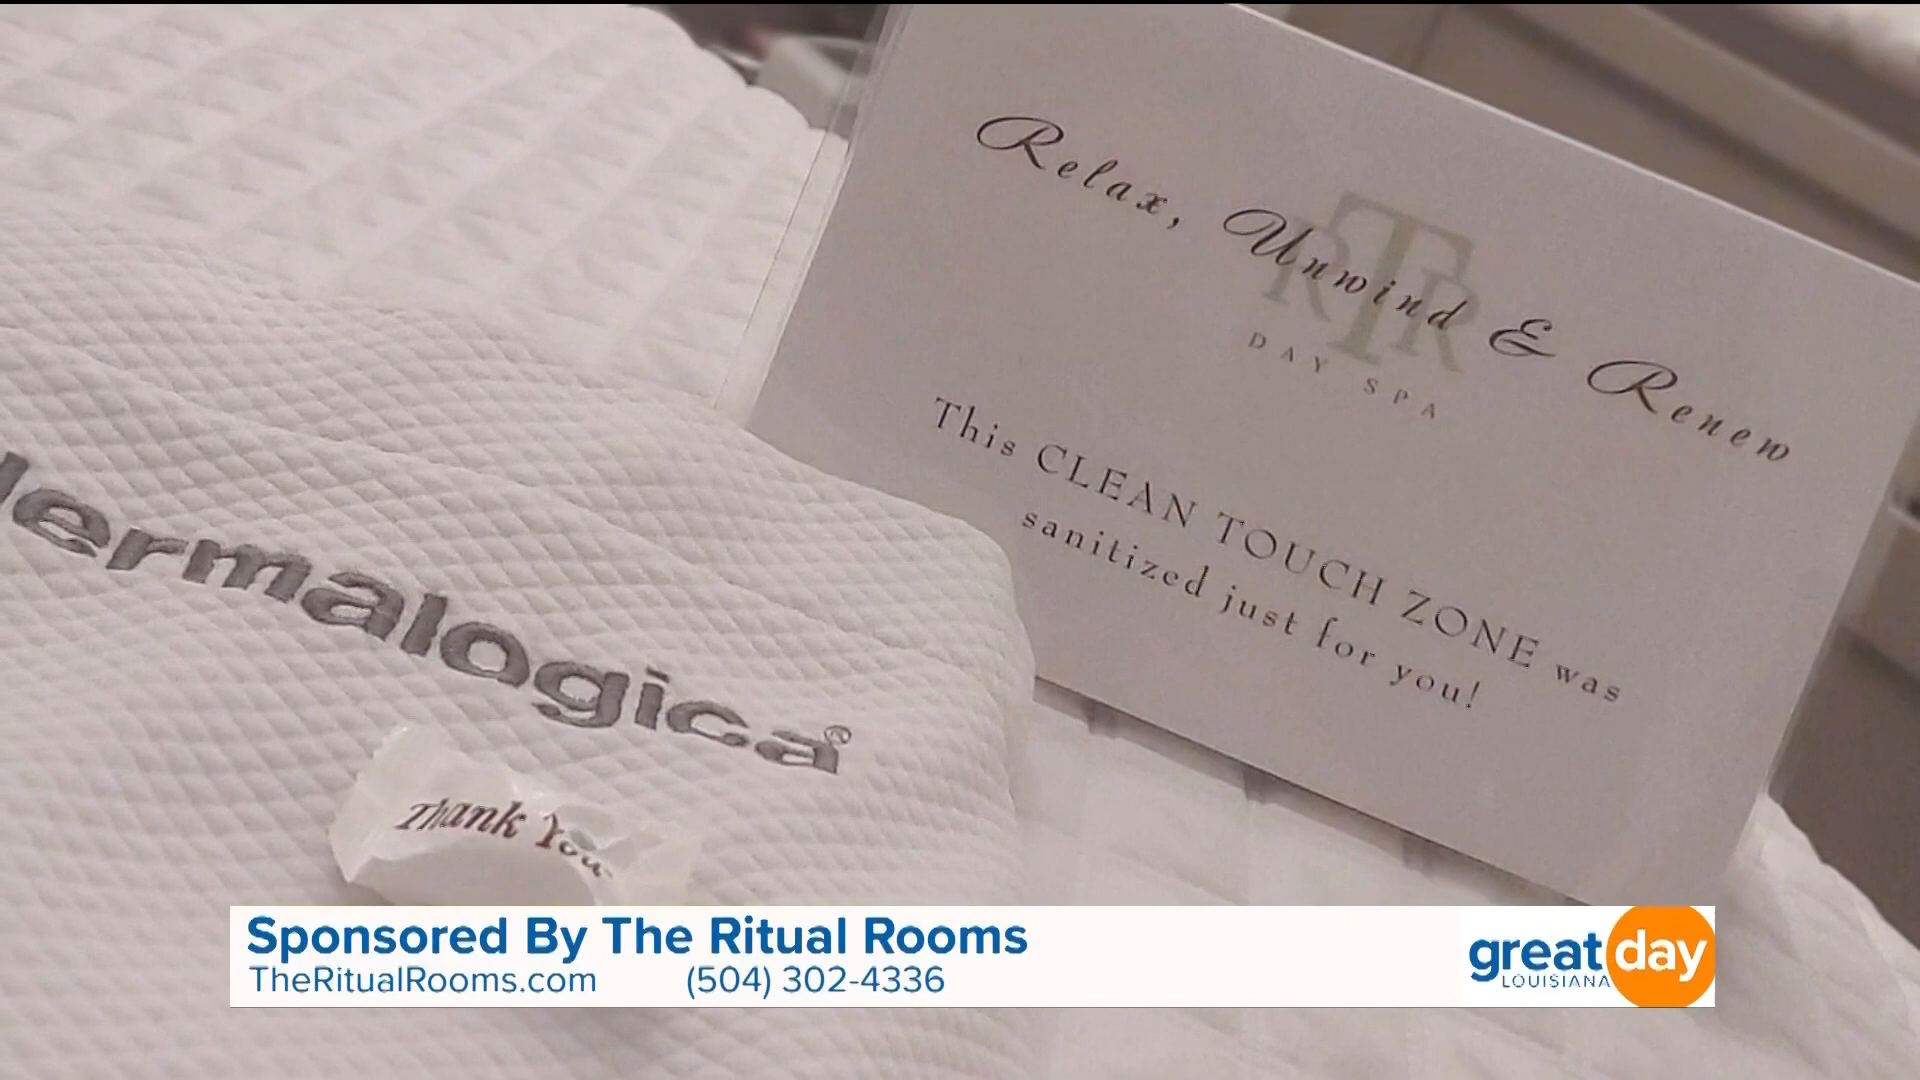 Relax, Unwind & Renew
RTR
DAY SPA
This CLEAN TOUCH ZONE was
sanitized just for you!
dermalogica®
Thank You
Sponsored By The Ritual Rooms
TheRitualRooms.com (504) 302-4336
great day
LOUISIANA